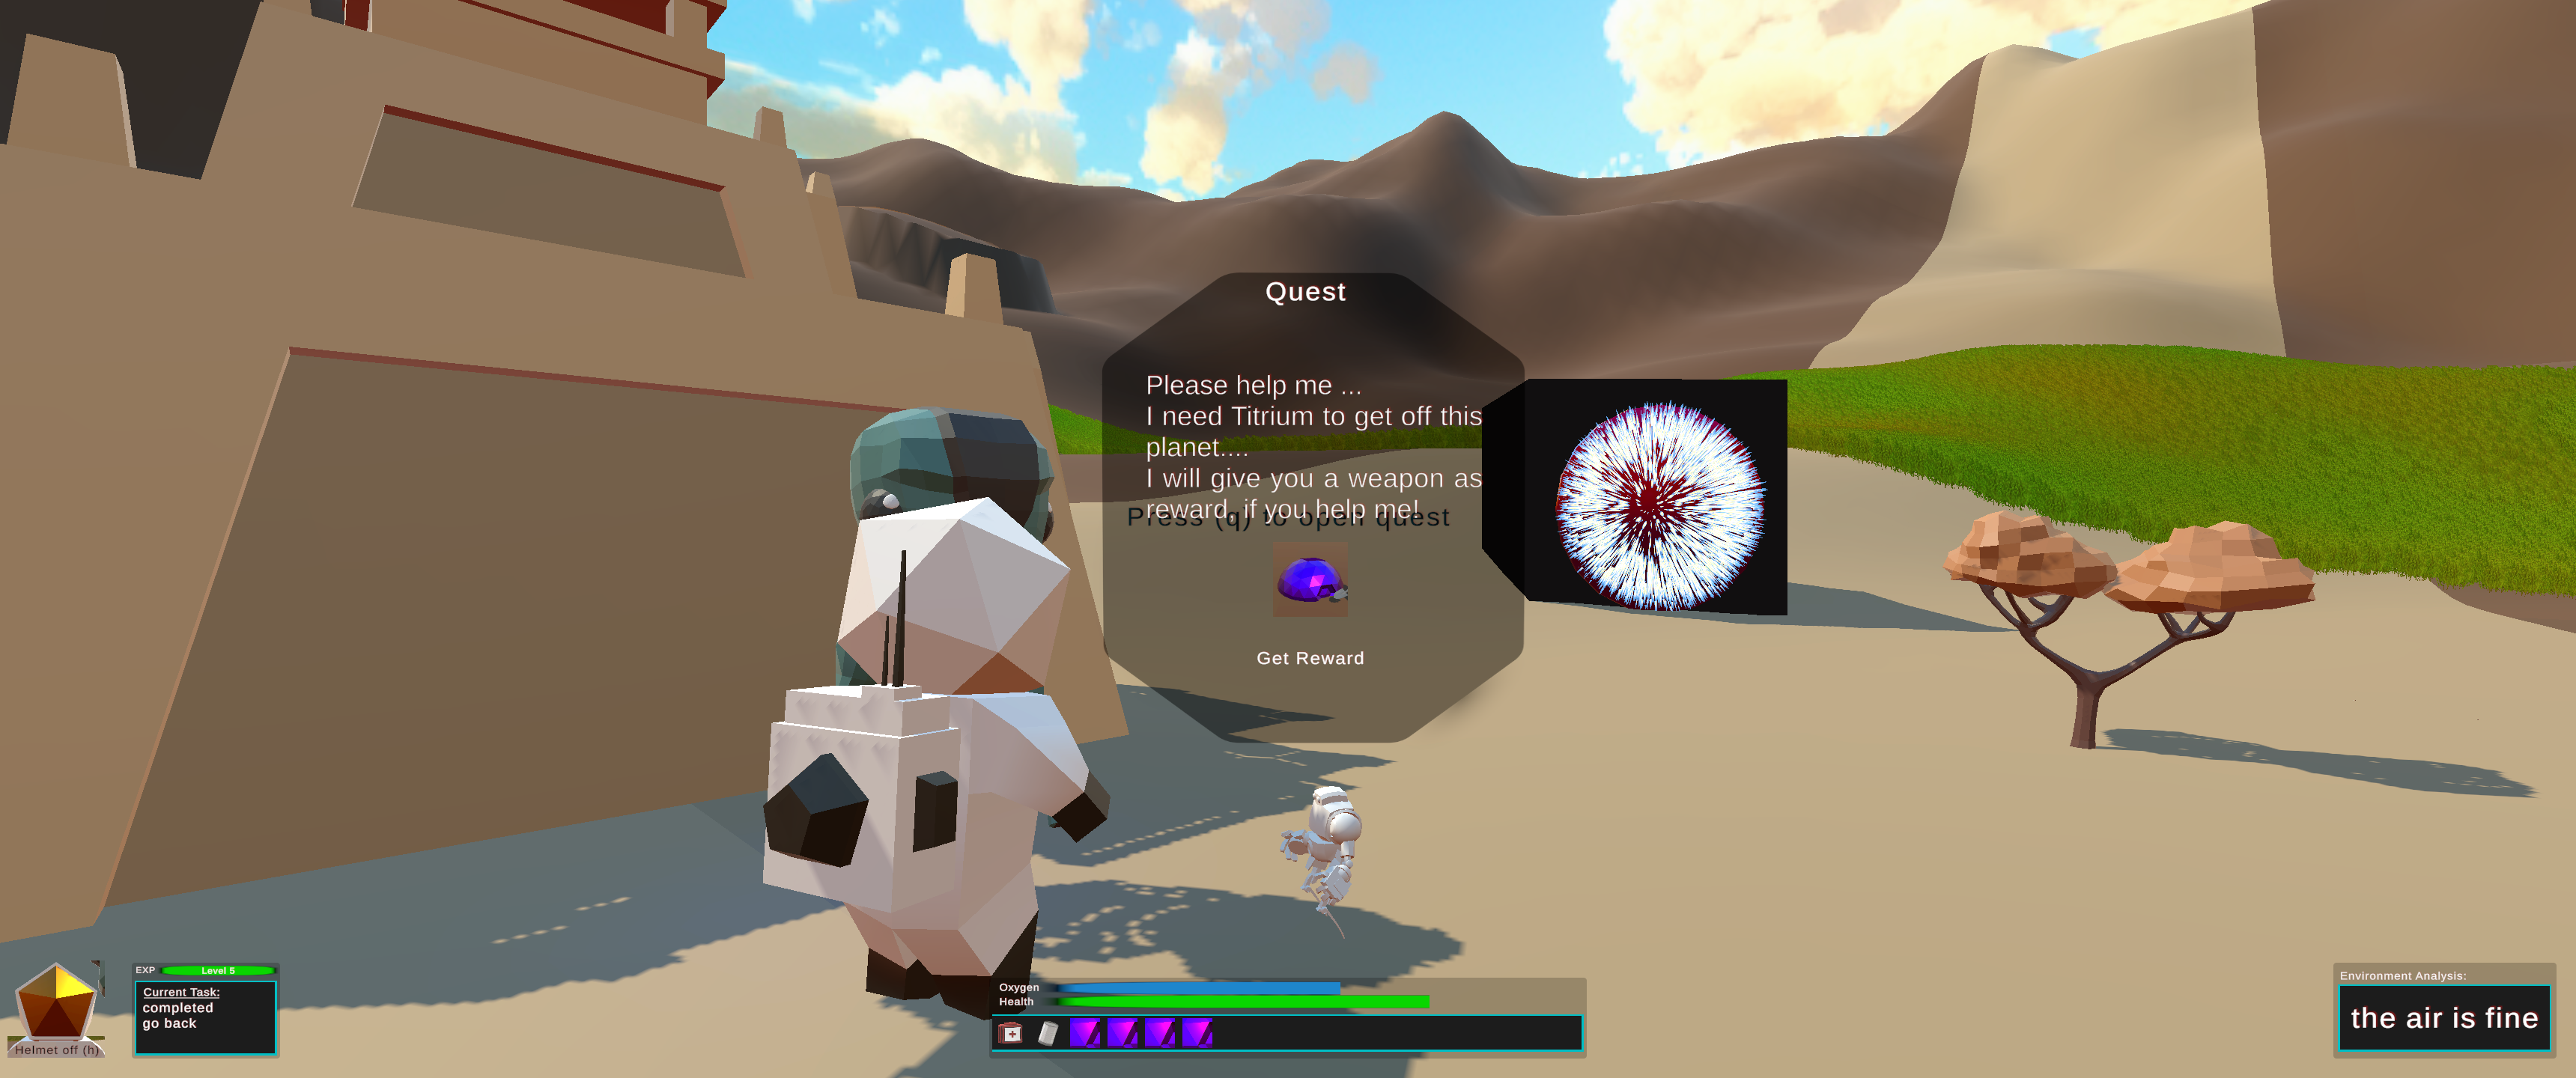 Quest
Please help me ...
I need Titrium to get off this
planet....
I will give you a weapon as
reward, if you help me!
Press (q) to open quest
Get Reward
Helmet off (h)
EXP
Level 5
Current Task:
completed
go back
Oxygen
Health
Environment Analysis:
the air is fine